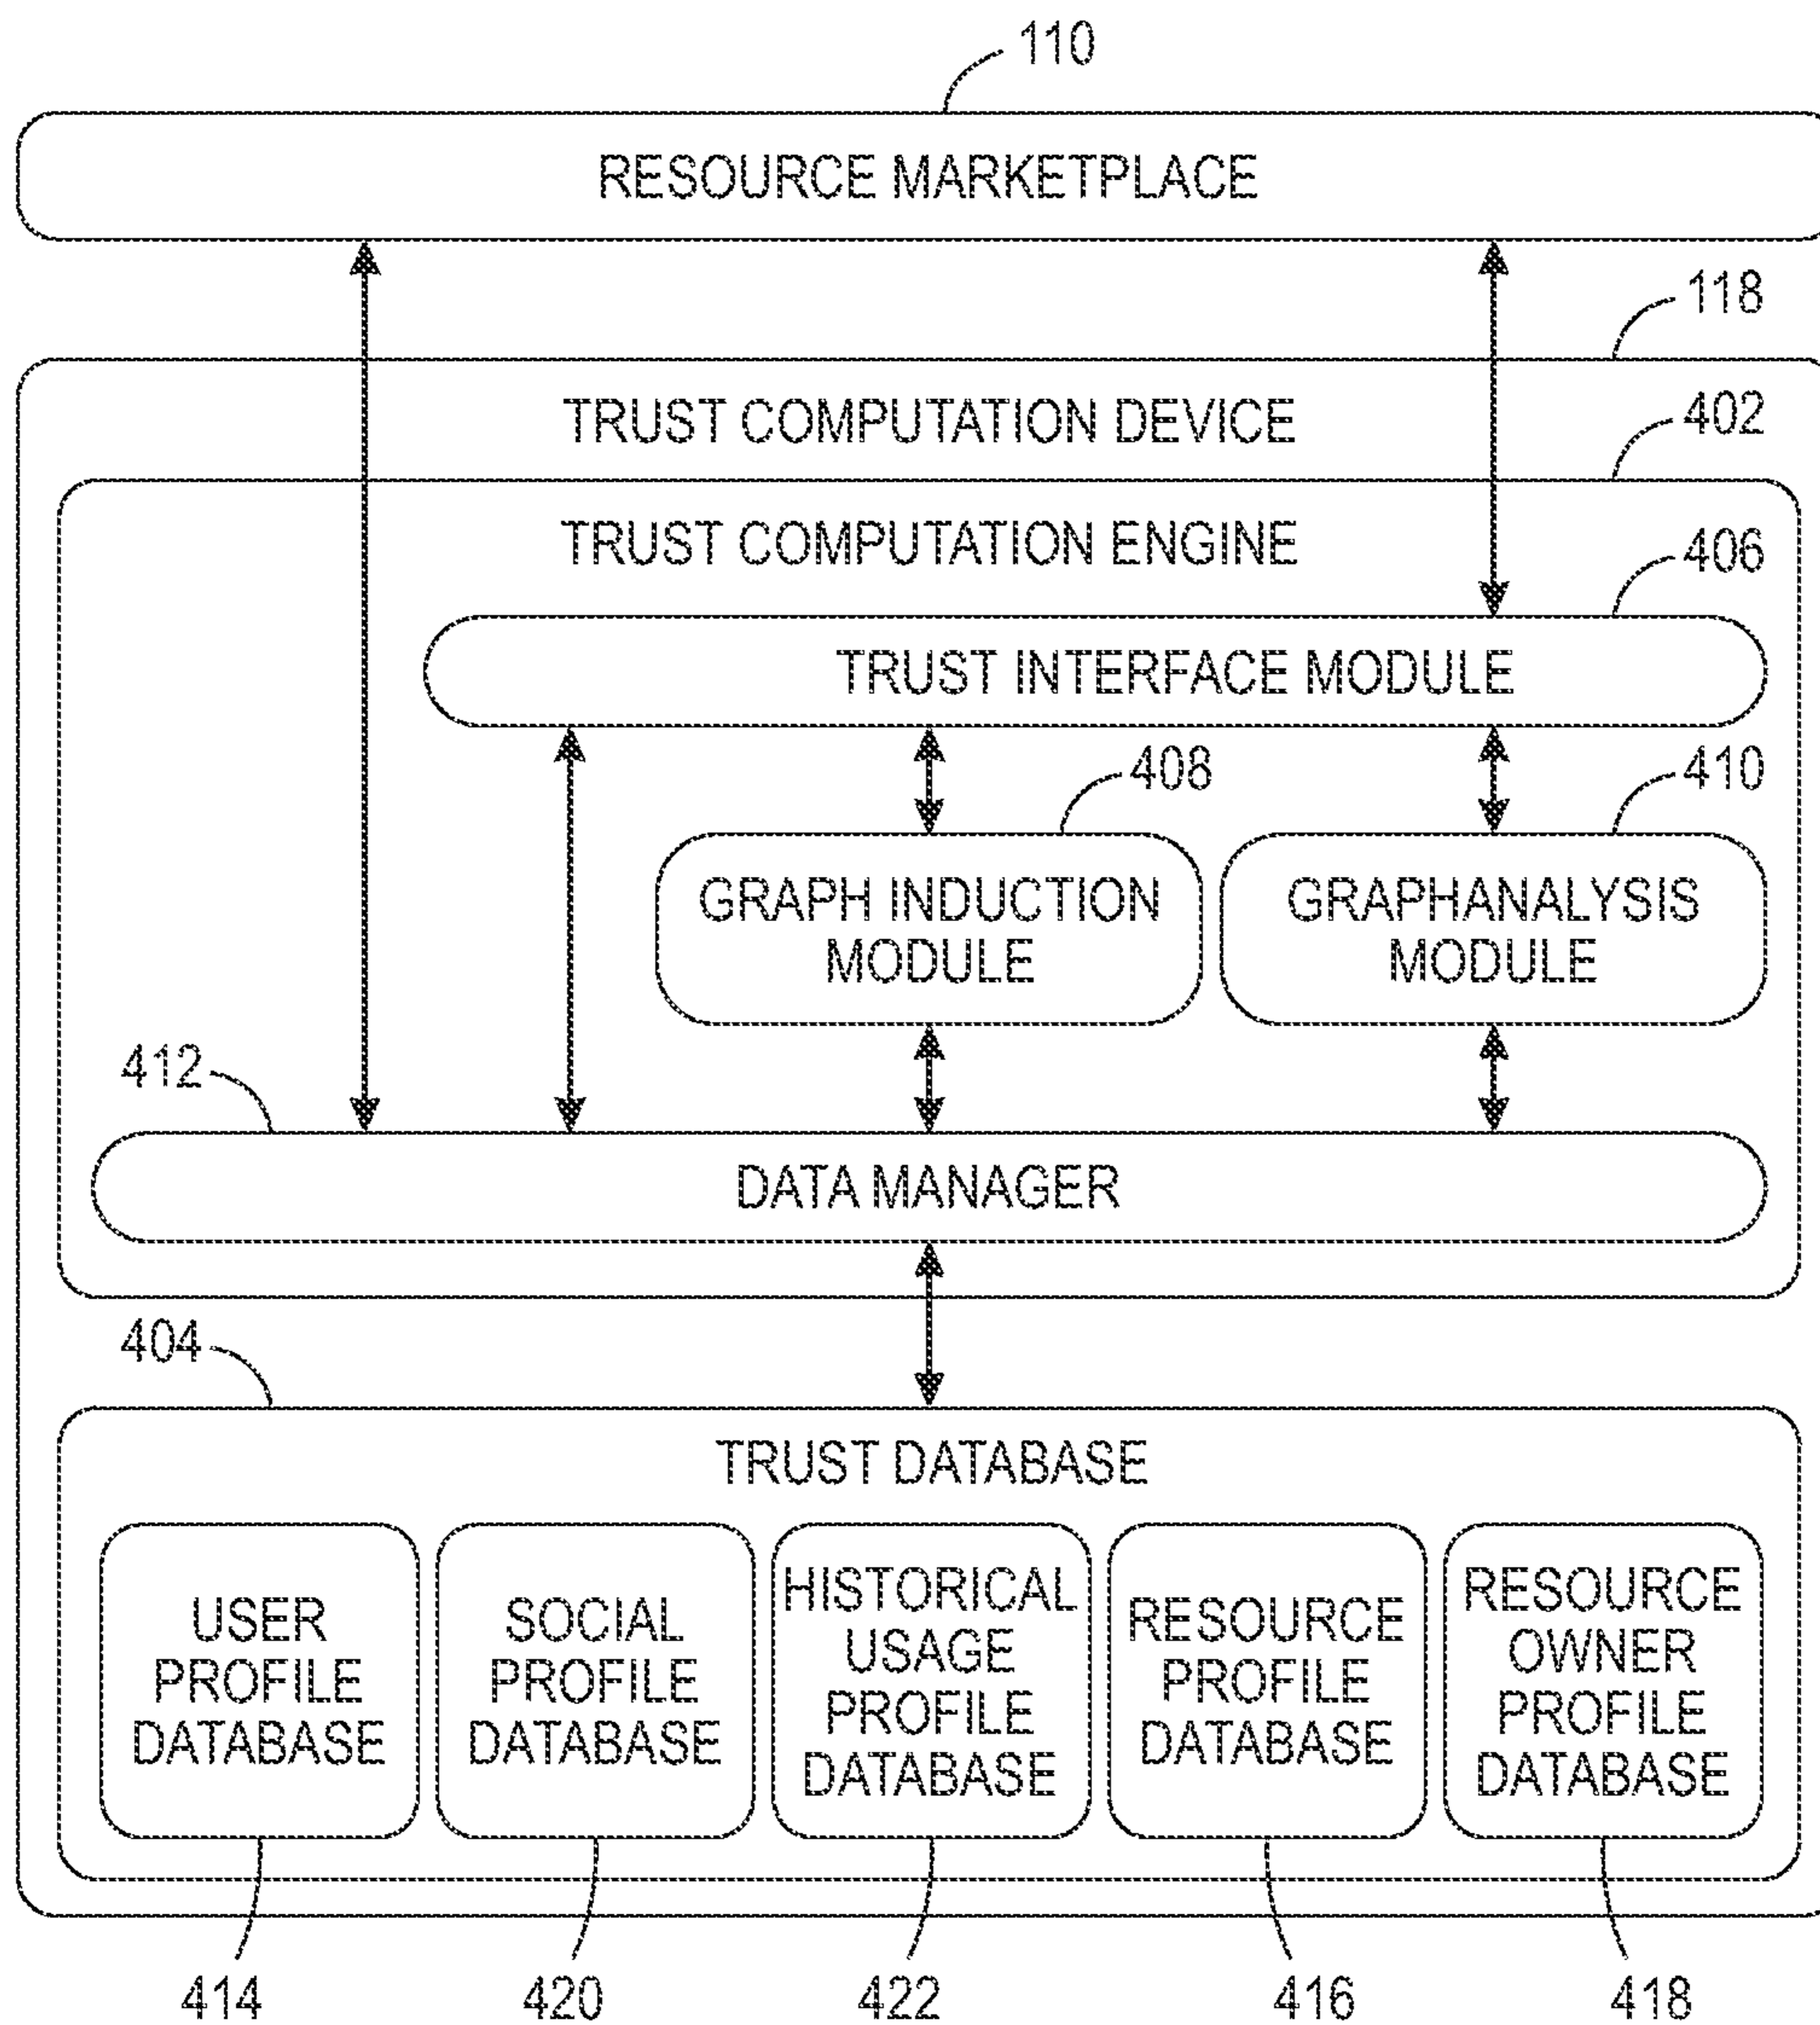 110
RESOURCE MARKETPLACE
118
TRUST COMPUTATION DEVICE
402
TRUST COMPUTATION ENGINE
406
TRUST INTERFACE MODULE
408
410
GRAPH INDUCTION
MODULE
GRAPHANALYSIS
MODULE
412
DATA MANAGER
404
TRUST DATABASE
USER
PROFILE
DATABASE
SOCIAL
PROFILE
DATABASE
HISTORICAL
USAGE
PROFILE
DATABASE
RESOURCE
PROFILE
DATABASE
RESOURCE
OWNER
PROFILE
DATABASE
414
420
422
416
418